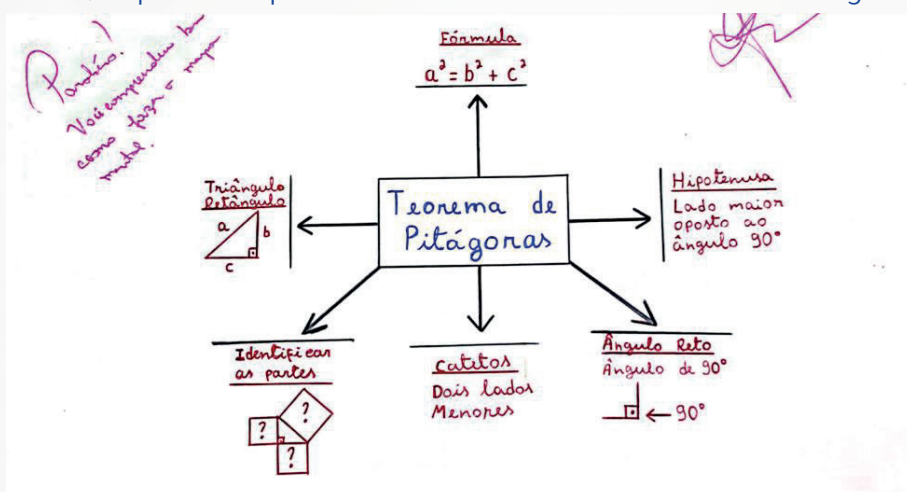 Parabéns!
Você compreendeu bem
como fazer o mapa
mental.
Fórmula
a² = b² + c²
Triângulo
Retângulo
a
b
c
Teorema de
Pitágoras
Hipotenusa
Lado maior
oposto ao
ângulo 90°
Identificar
as partes
?
?
?
Catetos
Dois lados
Menores
Ângulo Reto
Ângulo de 90°
90°